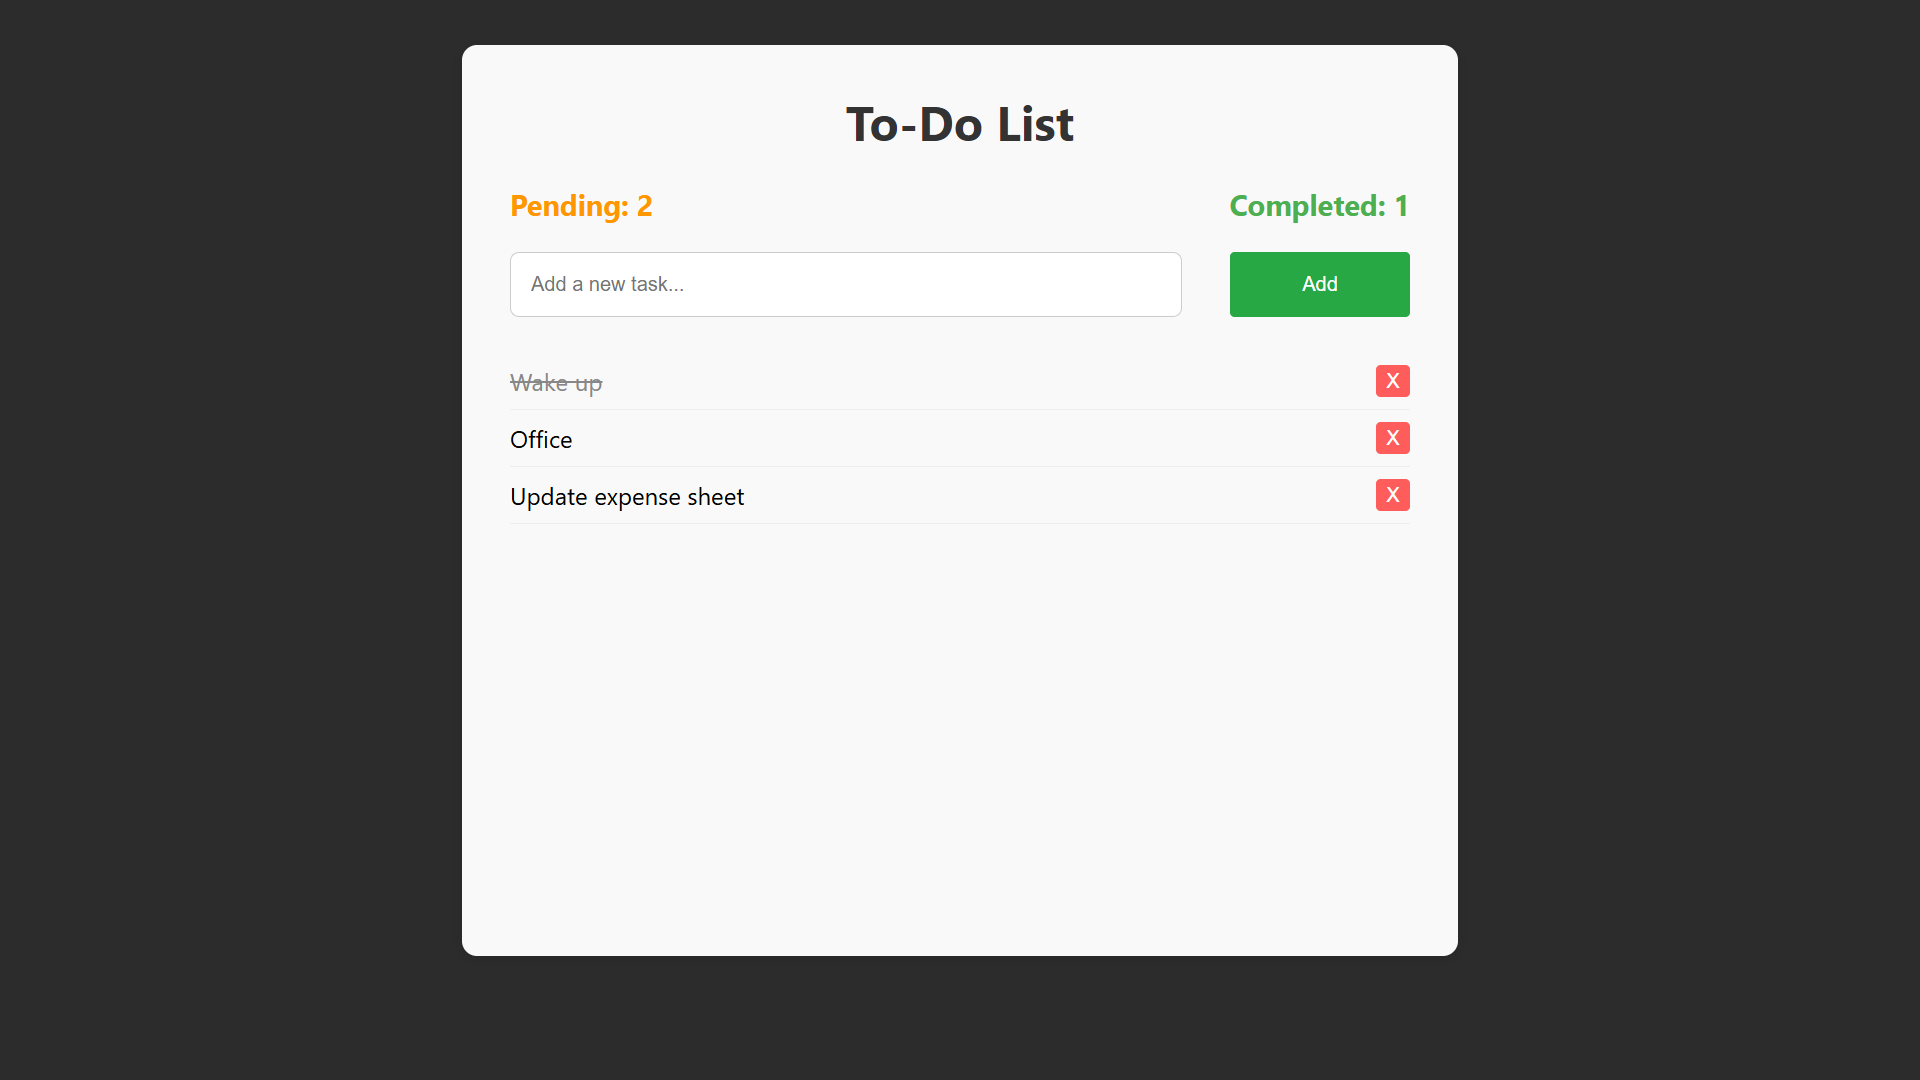 To-Do List
Pending: 2
Completed: 1
Add a new task...
Add
Wake up
X
Office
X
Update expense sheet
X